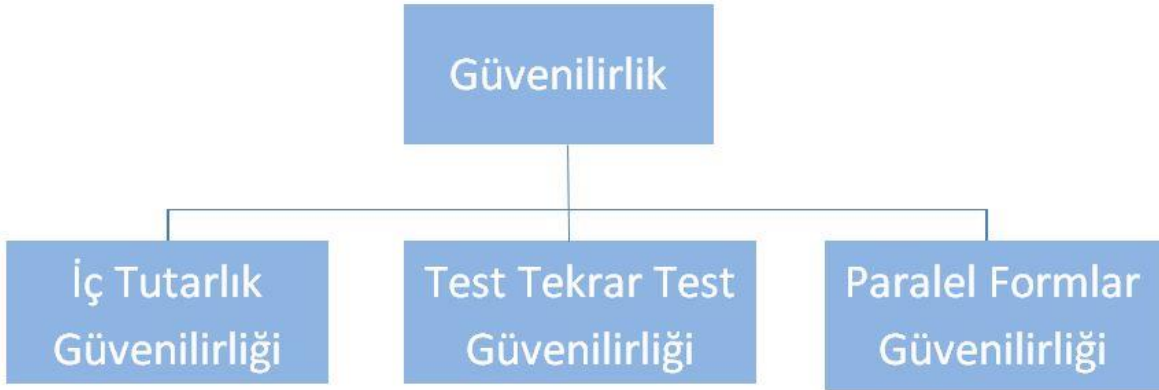 Güvenilirlik
İç Tutarlık
Güvenilirliği
Test Tekrar Test
Güvenilirliği
Paralel Formlar
Güvenilirliği